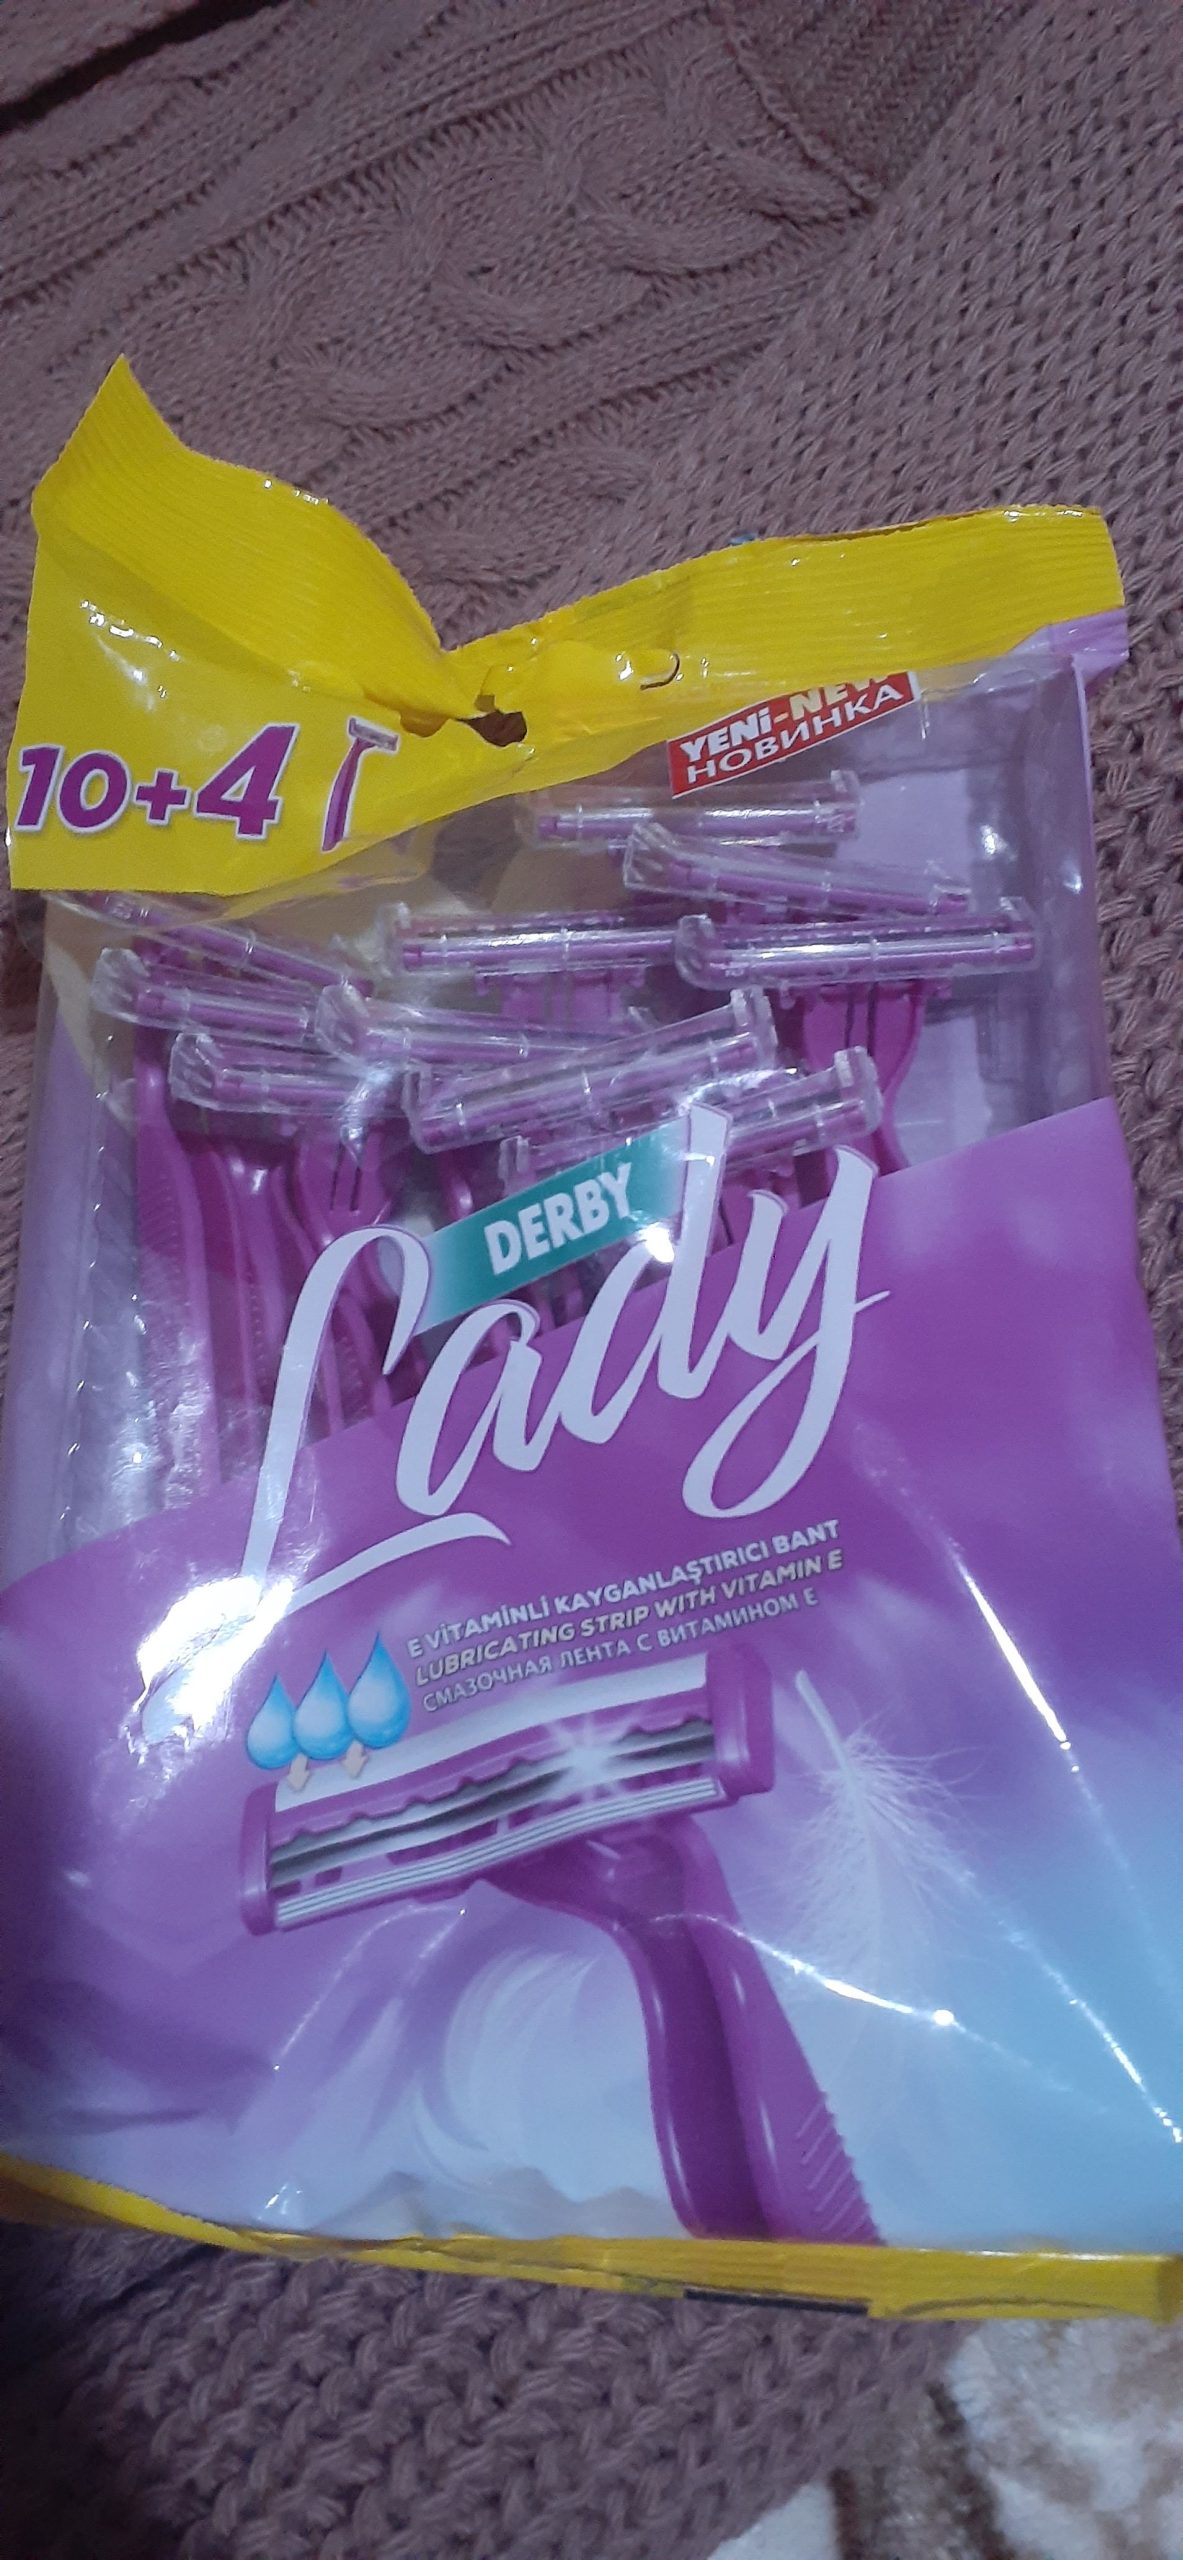 10+4
YENİ-NEW
НОВИНКА
DERBY
Lady
E VİTAMİNLİ KAYGANLAŞTIRICI BANT
LUBRICATING STRIP WITH VITAMIN E
СМАЗОЧНАЯ ЛЕНТА С ВИТАМИНОМ Е